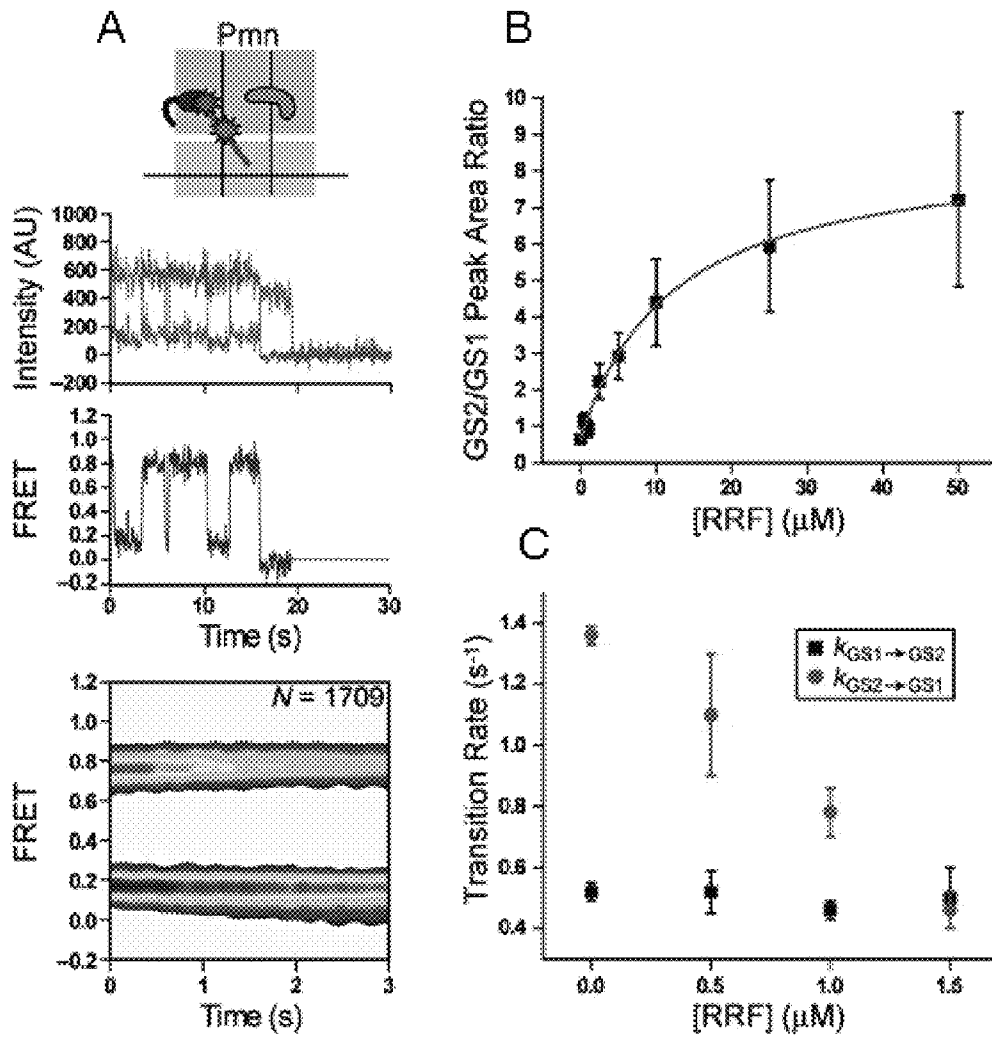 A
Pmn
Intensity (AU)
1000
800
600
400
200
0
–200
0 10 20 30
FRET
1.2
1.0
0.8
0.6
0.4
0.2
0.0
–0.2
0 10 20 30
Time (s)
N = 1709
FRET
1.2
1.0
0.8
0.6
0.4
0.2
0.0
–0.2
0 1 2 3
Time (s)
B
GS2/GS1 Peak Area Ratio
10
9
8
7
6
5
4
3
2
1
0
0 10 20 30 40 50
[RRF] (μM)
C
Transition Rate (s-1)
1.4
1.2
1.0
0.8
0.6
0.4
kGS1→GS2
kGS2→GS1
0.0 0.5 1.0 1.5
[RRF] (μM)